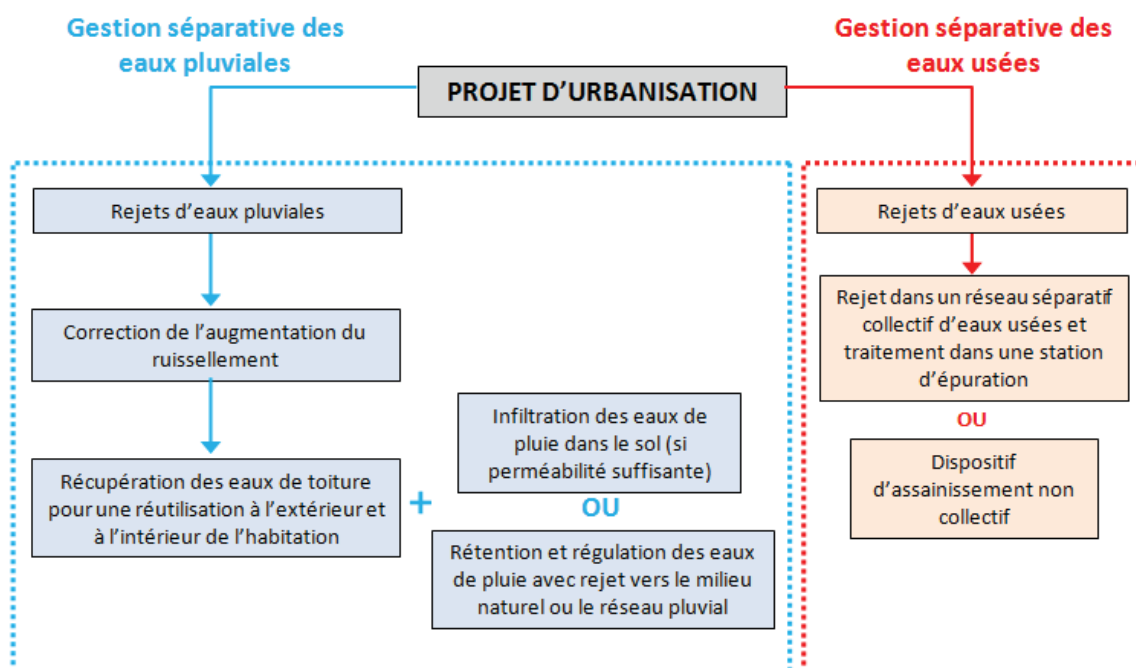 Gestion séparative des
eaux pluviales
Gestion séparative des
eaux usées
PROJET D'URBANISATION
Rejets d'eaux pluviales
Correction de l'augmentation du
ruissellement
Récupération des eaux de toiture
pour une réutilisation à l'extérieur et
à l'intérieur de l'habitation
+
Infiltration des eaux de
pluie dans le sol (si
perméabilité suffisante)
OU
Rétention et régulation des eaux
de pluie avec rejet vers le milieu
naturel ou le réseau pluvial
Rejets d'eaux usées
Rejet dans un réseau séparatif
collectif d'eaux usées et
traitement dans une station
d'épuration
OU
Dispositif
d'assainissement non
collectif